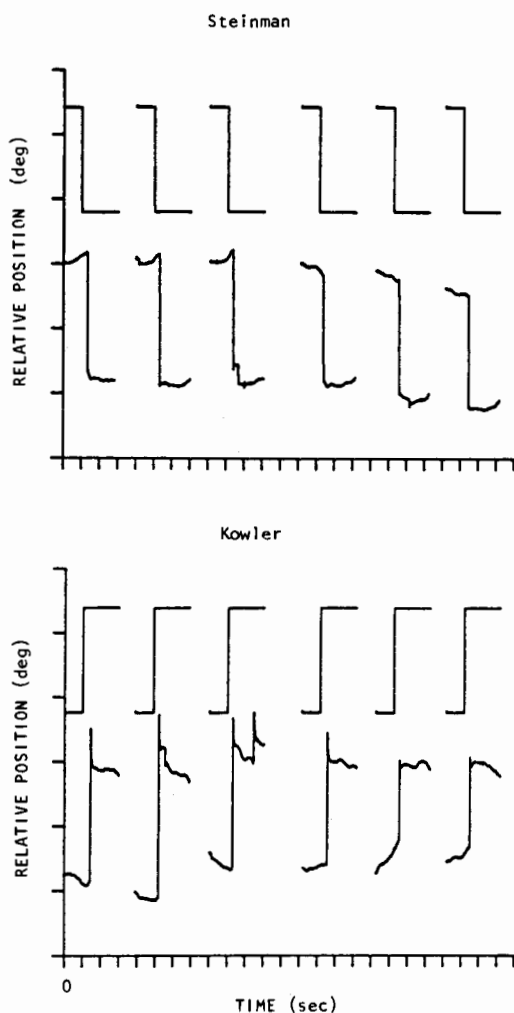 Steinman
RELATIVE POSITION (deg)
Kowler
RELATIVE POSITION (deg)
0
TIME (sec)